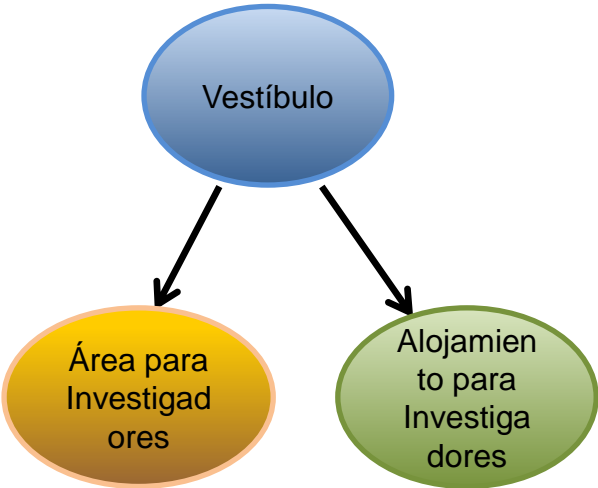 Vestíbulo
Área para
Investigad
ores
Alojamien
to para
Investiga
dores